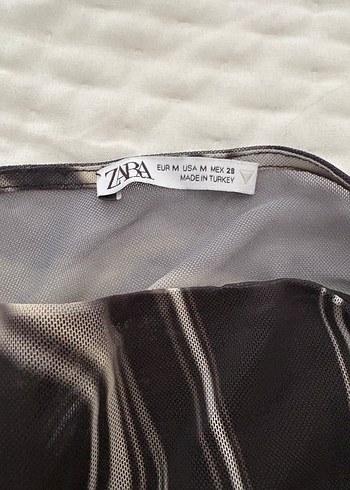 ZARA
EUR M USA M MEX 28
MADE IN TURKEY